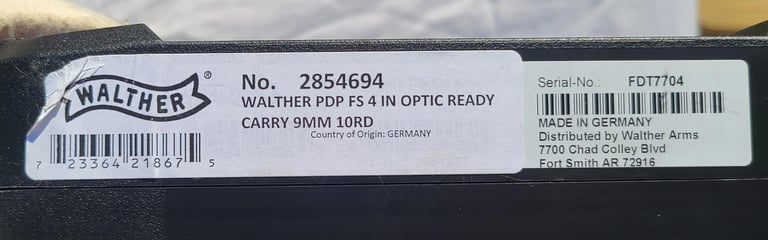 WALTHER ®
No. 2854694
WALTHER PDP FS 4 IN OPTIC READY
CARRY 9MM 10RD
Country of Origin: GERMANY
7 23364 21867 5
Serial-No.: FDT7704
MADE IN GERMANY
Distributed by Walther Arms
7700 Chad Colley Blvd
Fort Smith AR 72916